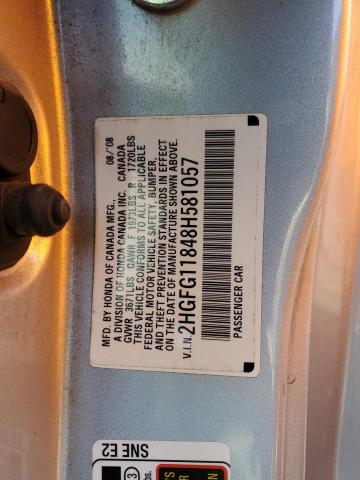 MFD. BY HONDA OF CANADA MFG., 08/'08
A DIVISION OF HONDA CANADA INC. CANADA
GVWR 3671LBS GAWR F 1973LBS R 1720LBS
THIS VEHICLE CONFORMS TO ALL APPLICABLE
FEDERAL MOTOR VEHICLE SAFETY, BUMPER,
AND THEFT PREVENTION STANDARDS IN EFFECT
ON THE DATE OF MANUFACTURE SHOWN ABOVE.
V.I.N. 2HGFG11848H581057
PASSENGER CAR
SNE E2
3